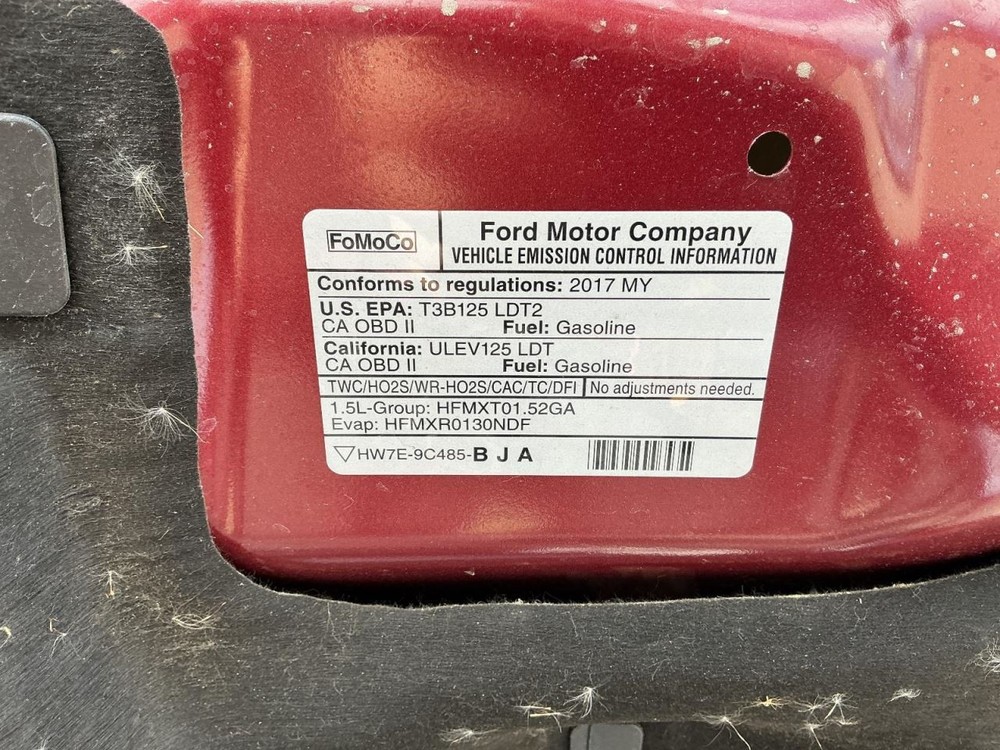 FoMoCo
Ford Motor Company
VEHICLE EMISSION CONTROL INFORMATION
Conforms to regulations: 2017 MY
U.S. EPA: T3B125 LDT2
CA OBD II Fuel: Gasoline
California: ULEV125 LDT
CA OBD II Fuel: Gasoline
TWC/HO2S/WR-HO2S/CAC/TC/DFI No adjustments needed.
1.5L-Group: HFMXT01.52GA
Evap: HFMXR0130NDF
HW7E-9C485-B J A